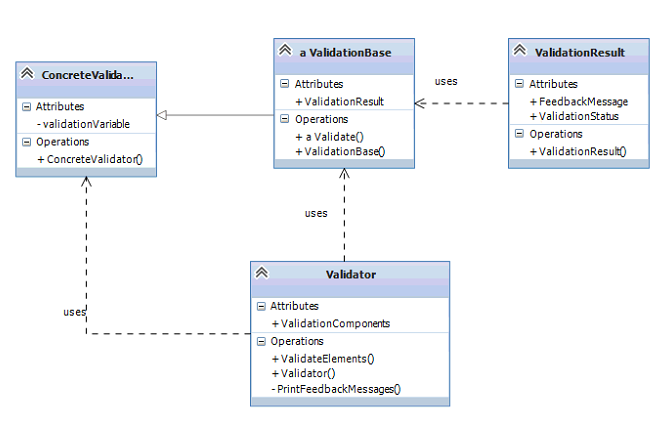 ConcreteValida...
Attributes
- validationVariable
Operations
+ ConcreteValidator()
a ValidationBase
Attributes
+ ValidationResult
Operations
+ a Validate()
+ ValidationBase()
uses
ValidationResult
Attributes
+ FeedbackMessage
+ ValidationStatus
Operations
+ ValidationResult()
uses
uses
Validator
Attributes
+ ValidationComponents
Operations
+ ValidateElements()
+ Validator()
- PrintFeedbackMessages()